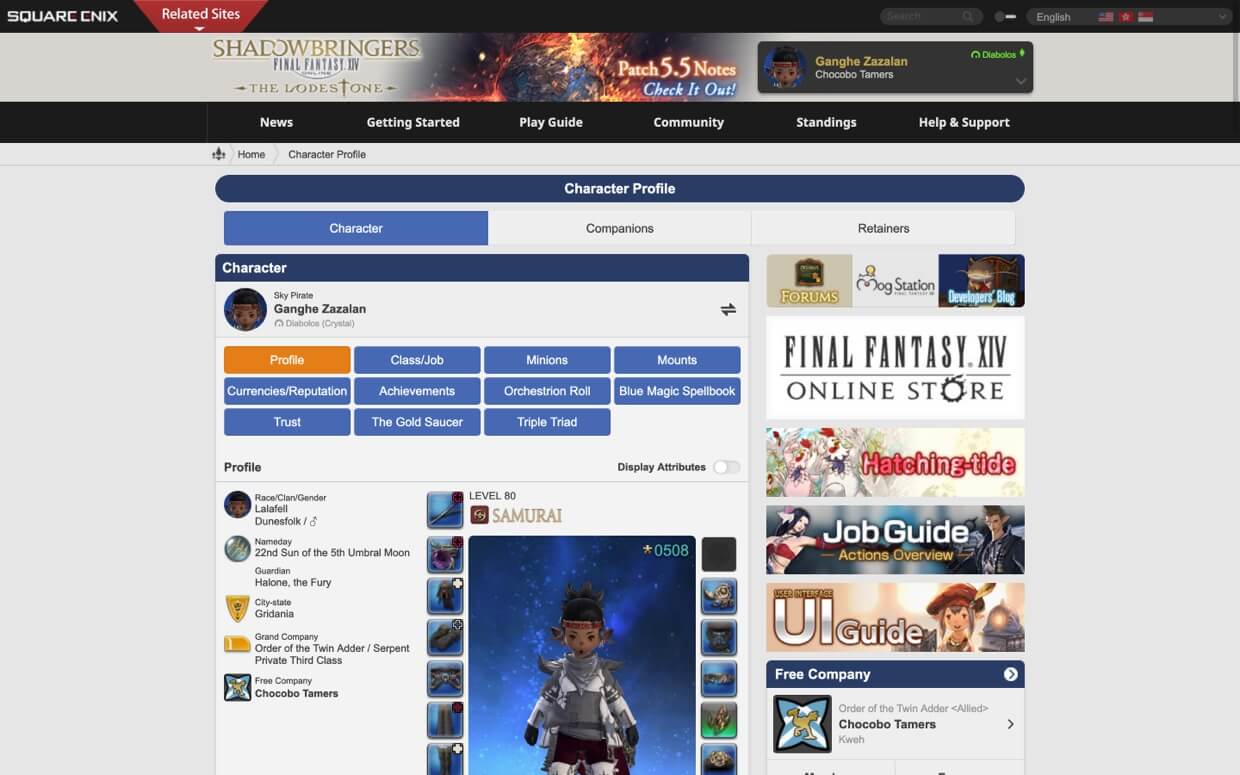 SQUARE ENIX
Related Sites
Search
English
SHADOWBRINGERS
FINAL FANTASY XIV
ONLINE
THE LODESTONE
Patch 5.5 Notes
Check It Out!
Ganghe Zazalan
Chocobo Tamers
Diabolos
News
Getting Started
Play Guide
Community
Standings
Help & Support
Home
Character Profile
Character Profile
Character
Companions
Retainers
Character
Sky Pirate
Ganghe Zazalan
Diabolos (Crystal)
Profile
Class/Job
Minions
Mounts
Currencies/Reputation
Achievements
Orchestrion Roll
Blue Magic Spellbook
Trust
The Gold Saucer
Triple Triad
Profile
Display Attributes
Race/Clan/Gender
Lalafell
Dunesfolk / ♂
Nameday
22nd Sun of the 5th Umbral Moon
Guardian
Halone, the Fury
City-state
Gridania
Grand Company
Order of the Twin Adder / Serpent
Private Third Class
Free Company
Chocobo Tamers
LEVEL 80
SAMURAI
0508
FORUMS
Mog Station
FINAL FANTASY XIV
Developers' Blog
FINAL FANTASY XIV
ONLINE STORE
Hatching-tide
Job Guide
Actions Overview
USER INTERFACE
UI Guide
Free Company
Order of the Twin Adder <Allied>
Chocobo Tamers
Kweh